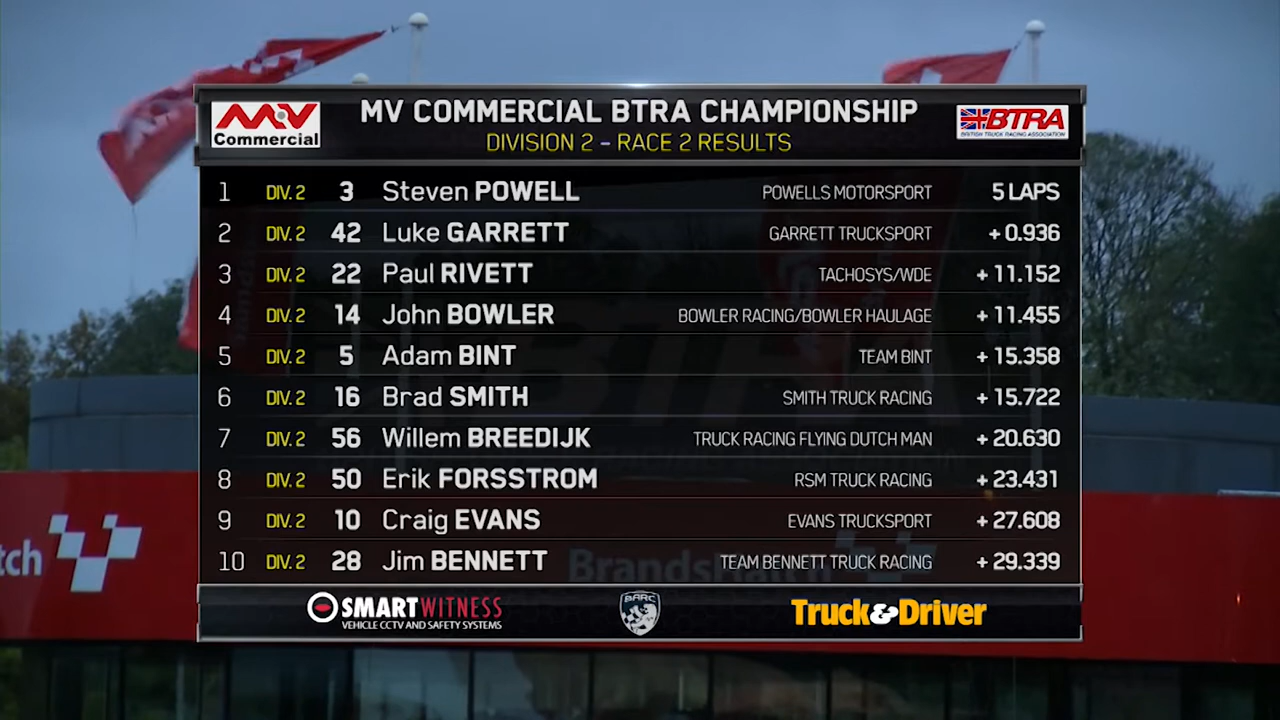 MV Commercial
MV COMMERCIAL BTRA CHAMPIONSHIP
DIVISION 2 - RACE 2 RESULTS
BTRA
BRITISH TRUCK RACING ASSOCIATION
1 DIV. 2 3 Steven POWELL POWELLS MOTORSPORT 5 LAPS
2 DIV. 2 42 Luke GARRETT GARRETT TRUCKSPORT + 0.936
3 DIV. 2 22 Paul RIVETT TACHOSYS/WDE + 11.152
4 DIV. 2 14 John BOWLER BOWLER RACING/BOWLER HAULAGE + 11.455
5 DIV. 2 5 Adam BINT TEAM BINT + 15.358
6 DIV. 2 16 Brad SMITH SMITH TRUCK RACING + 15.722
7 DIV. 2 56 Willem BREEDIJK TRUCK RACING FLYING DUTCH MAN + 20.630
8 DIV. 2 50 Erik FORSSTROM RSM TRUCK RACING + 23.431
9 DIV. 2 10 Craig EVANS EVANS TRUCKSPORT + 27.608
10 DIV. 2 28 Jim BENNETT TEAM BENNETT TRUCK RACING + 29.339
tch
Brands Hatch
SMARTWITNESS
VEHICLE CCTV AND SAFETY SYSTEMS
BARC
Truck&Driver